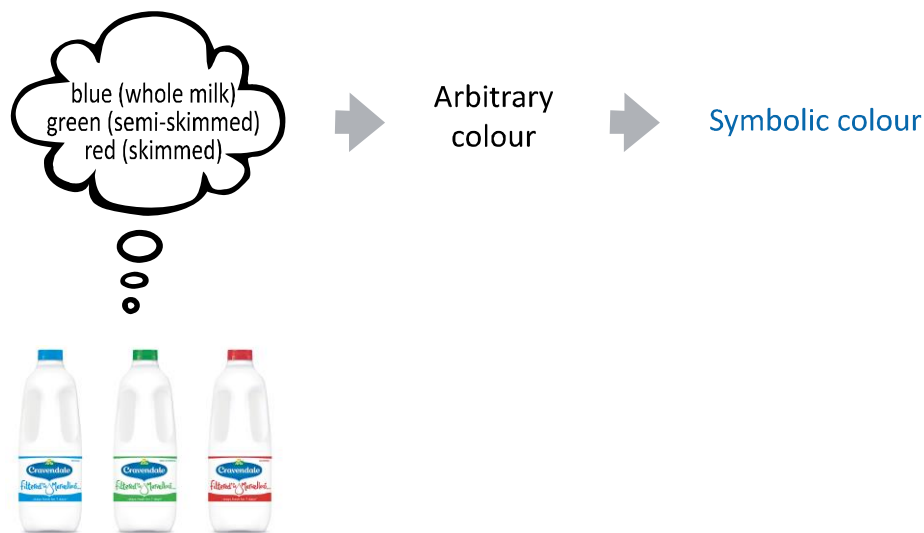 blue (whole milk)
green (semi-skimmed)
red (skimmed)
Arbitrary
colour
Symbolic colour
Cravendale
Cravendale
Cravendale